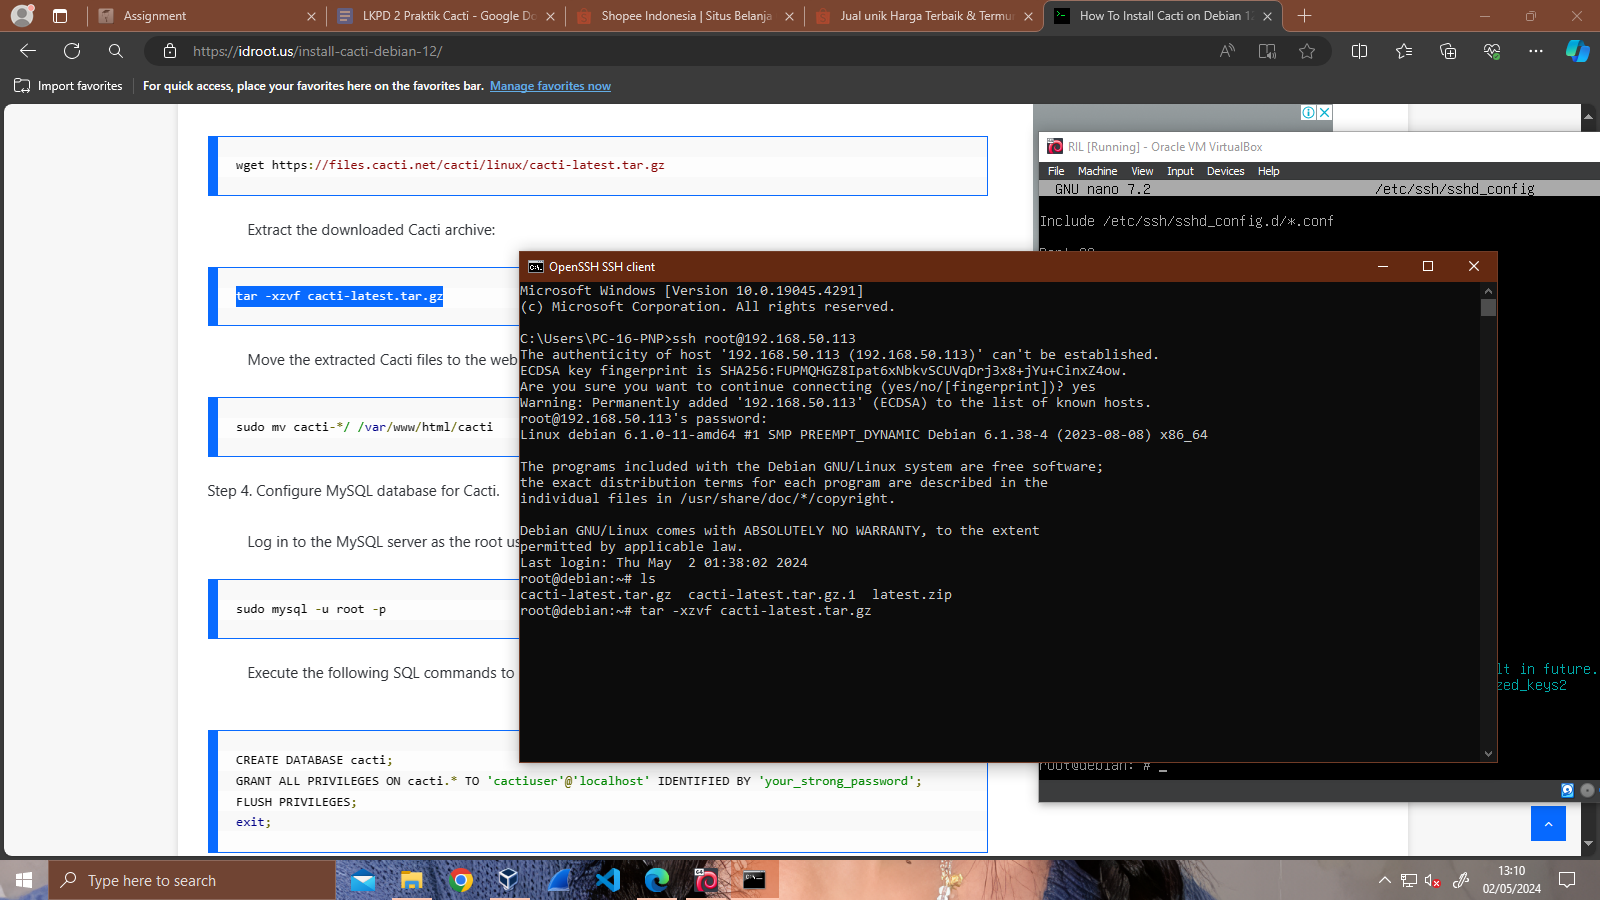 Assignment
LKPD 2 Praktik Cacti - Google Do
Shopee Indonesia | Situs Belanja
Jual unik Harga Terbaik & Termur
How To Install Cacti on Debian 12
https://idroot.us/install-cacti-debian-12/
Import favorites
For quick access, place your favorites here on the favorites bar. Manage favorites now
wget https://files.cacti.net/cacti/linux/cacti-latest.tar.gz
Extract the downloaded Cacti archive:
tar -xzvf cacti-latest.tar.gz
Move the extracted Cacti files to the web
sudo mv cacti-*/ /var/www/html/cacti
Step 4. Configure MySQL database for Cacti.
Log in to the MySQL server as the root us
sudo mysql -u root -p
Execute the following SQL commands to
CREATE DATABASE cacti;
GRANT ALL PRIVILEGES ON cacti.* TO 'cactiuser'@'localhost' IDENTIFIED BY 'your_strong_password';
FLUSH PRIVILEGES;
exit;
RIL [Running] - Oracle VM VirtualBox
File Machine View Input Devices Help
GNU nano 7.2 /etc/ssh/sshd_config
Include /etc/ssh/sshd_config.d/*.conf
OpenSSH SSH client
Microsoft Windows [Version 10.0.19045.4291]
(c) Microsoft Corporation. All rights reserved.
C:\Users\PC-16-PNP>ssh root@192.168.50.113
The authenticity of host '192.168.50.113 (192.168.50.113)' can't be established.
ECDSA key fingerprint is SHA256:FUPMQHGZ8Ipat6xNbkvSCUVqDrj3x8+jYu+CinxZ4ow.
Are you sure you want to continue connecting (yes/no/[fingerprint])? yes
Warning: Permanently added '192.168.50.113' (ECDSA) to the list of known hosts.
root@192.168.50.113's password:
Linux debian 6.1.0-11-amd64 #1 SMP PREEMPT_DYNAMIC Debian 6.1.38-4 (2023-08-08) x86_64
The programs included with the Debian GNU/Linux system are free software;
the exact distribution terms for each program are described in the
individual files in /usr/share/doc/*/copyright.
Debian GNU/Linux comes with ABSOLUTELY NO WARRANTY, to the extent
permitted by applicable law.
Last login: Thu May  2 01:38:02 2024
root@debian:~# ls
cacti-latest.tar.gz  cacti-latest.tar.gz.1  latest.zip
root@debian:~# tar -xzvf cacti-latest.tar.gz
lt in future.
zed_keys2
root@debian:~# _
Type here to search
13:10
02/05/2024